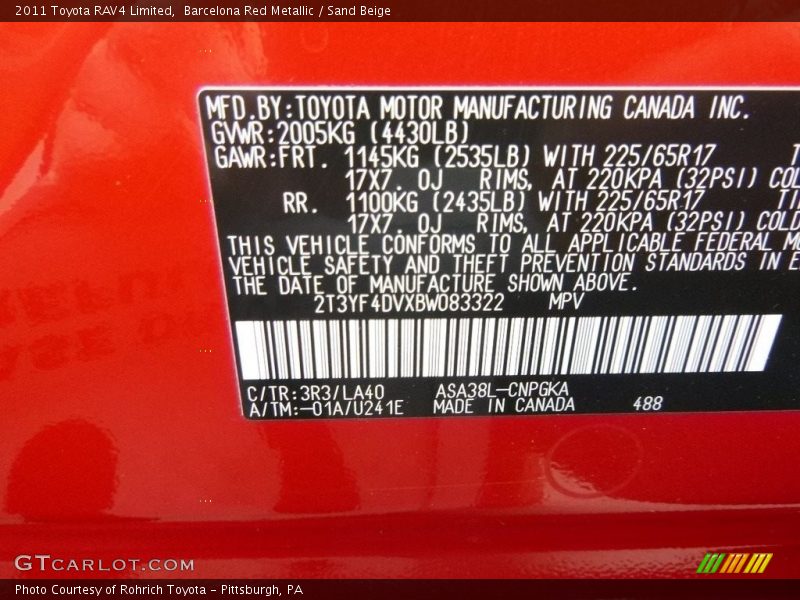 2011 Toyota RAV4 Limited,  Barcelona Red Metallic / Sand Beige
MFD.BY:TOYOTA MOTOR MANUFACTURING CANADA INC.
GVWR:2005KG (4430LB)
GAWR:FRT. 1145KG (2535LB) WITH 225/65R17
17X7. 0J RIMS, AT 220KPA (32PSI)
RR. 1100KG (2435LB) WITH 225/65R17
17X7. 0J RIMS, AT 220KPA (32PSI) COLD
THIS VEHICLE CONFORMS TO ALL APPLICABLE FEDERAL
VEHICLE SAFETY AND THEFT PREVENTION STANDARDS IN
THE DATE OF MANUFACTURE SHOWN ABOVE.
2T3YF4DVXBW083322 MPV
C/TR:3R3/LA40 ASA38L-CNPGKA
A/TM:-01A/U241E MADE IN CANADA 488
GTCARLOT.COM
Photo Courtesy of Rohrich Toyota - Pittsburgh, PA